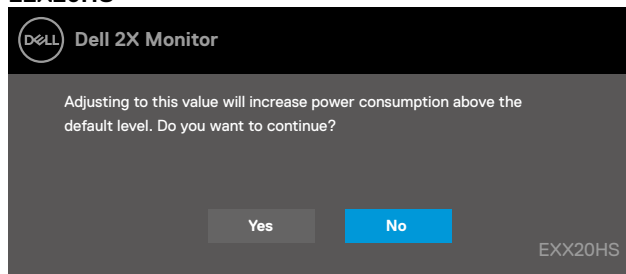 DELL Dell 2X Monitor
Adjusting to this value will increase power consumption above the
default level. Do you want to continue?
Yes No
EXX20HS